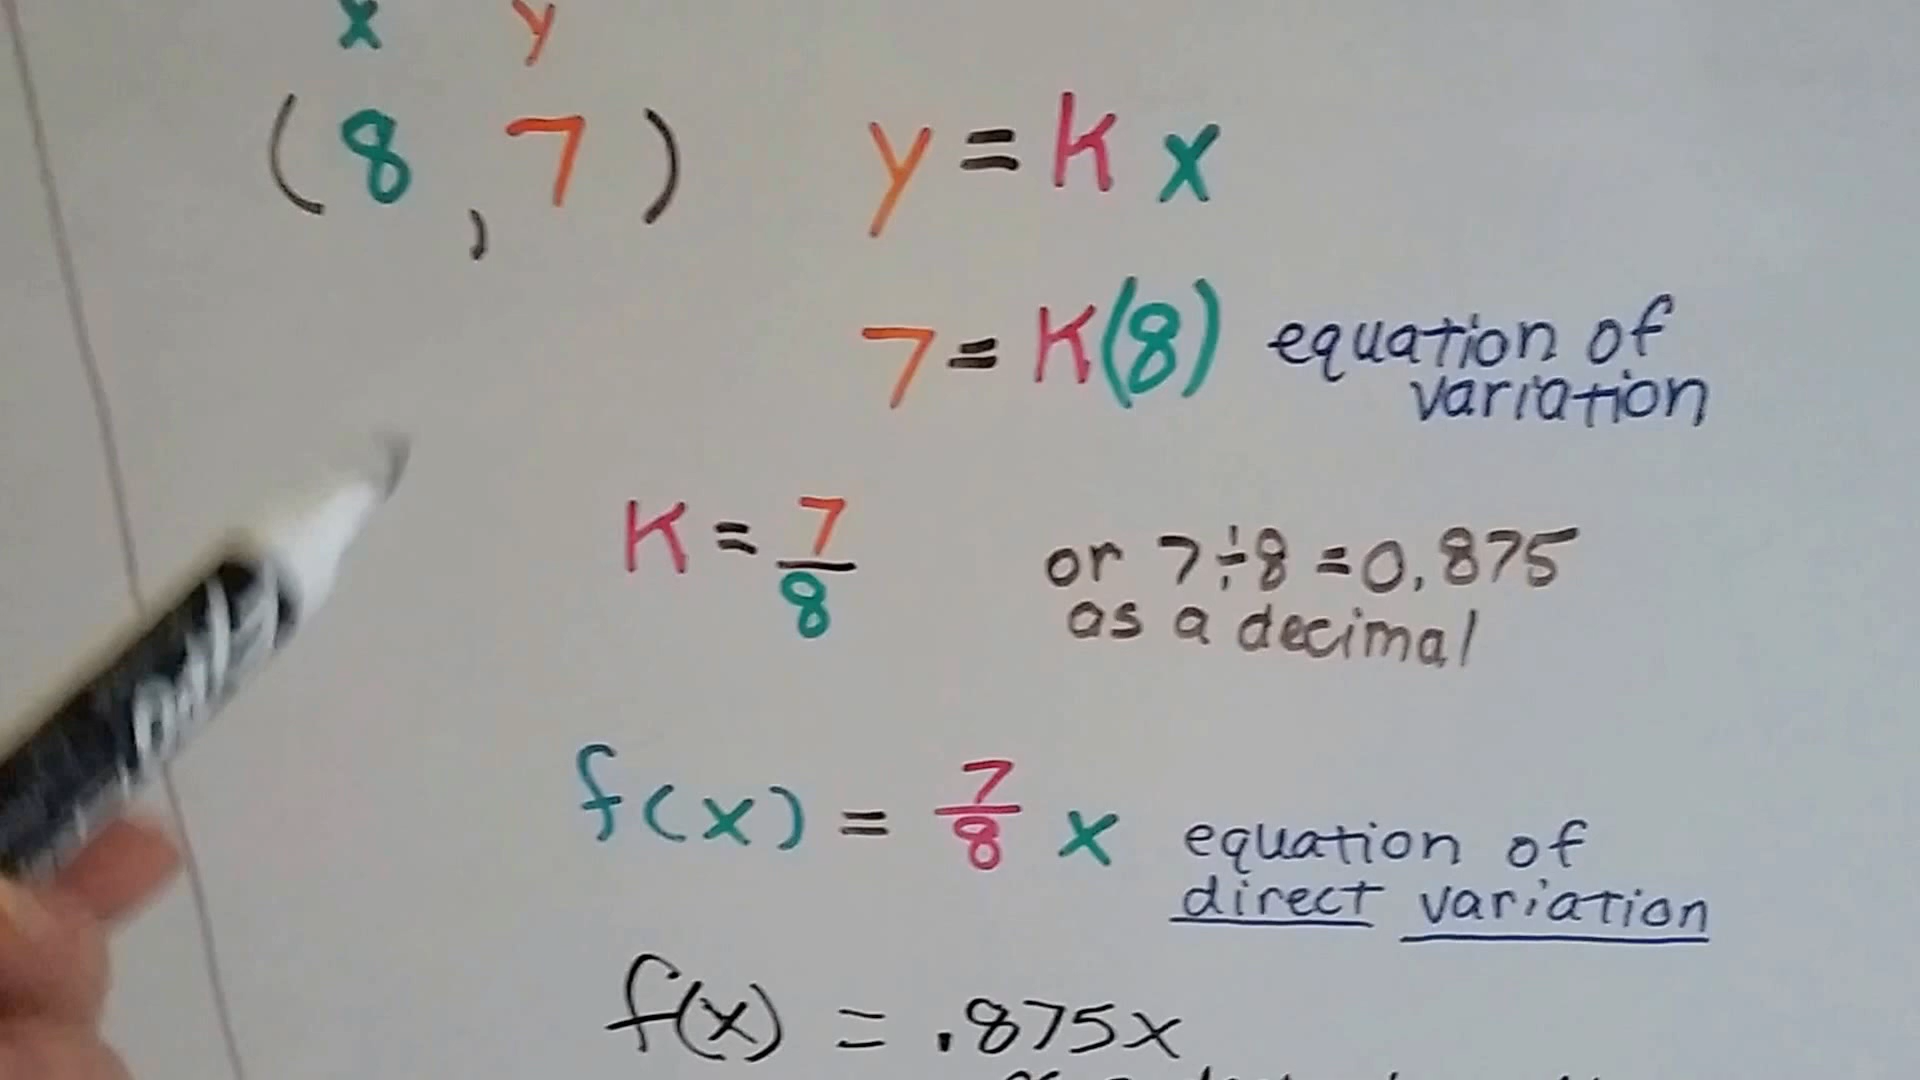 x y
(8,7) y = K x
7 = K(8) equation of
variation
K = 7/8 or 7÷8 = 0.875
as a decimal
f(x) = 7/8 x equation of
direct variation
f(x) = .875x
as a